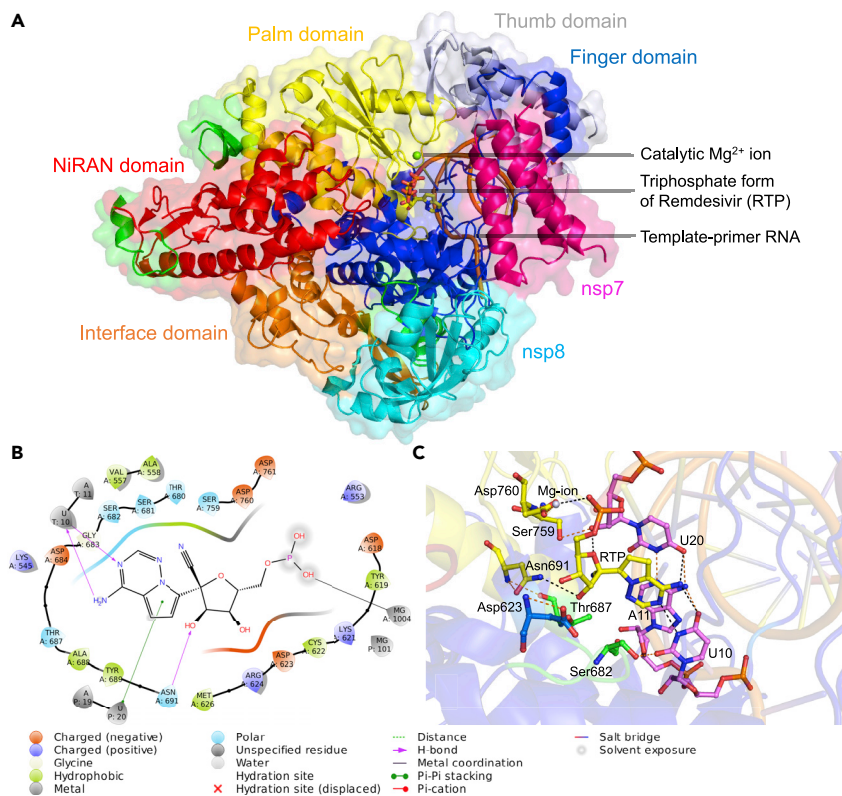 A
Thumb domain
Palm domain
Finger domain
NiRAN domain
Catalytic Mg²⁺ ion
Triphosphate form
of Remdesivir (RTP)
Template-primer RNA
nsp7
Interface domain
nsp8
B
ASP
A: 761
ALA
A: 558
VAL
A: 557
A
T: 11
THR
A: 680
SER
A: 759
ASP
A: 760
ARG
A: 553
SER
A: 681
SER
A: 682
U
T: 10
GLY
A: 683
LYS
A: 545
ASP
A: 684
N
N
N
N
H₂N
O
O
P
OH
O
OH
HO
OH
ASP
A: 618
TYR
A: 619
MG
A: 1004
MG
P: 101
LYS
A: 621
CYS
A: 622
ASP
A: 623
ARG
A: 624
MET
A: 626
THR
A: 687
ALA
A: 688
TYR
A: 689
ASN
A: 691
A
P: 19
U
P: 20
C
Asp760
Mg-ion
Ser759
RTP
U20
Asn691
Asp623
Thr687
A11
Ser682
U10
Charged (negative)
Charged (positive)
Glycine
Hydrophobic
Metal
Polar
Unspecified residue
Water
Hydration site
Hydration site (displaced)
Distance
H-bond
Metal coordination
Pi-Pi stacking
Pi-cation
Salt bridge
Solvent exposure